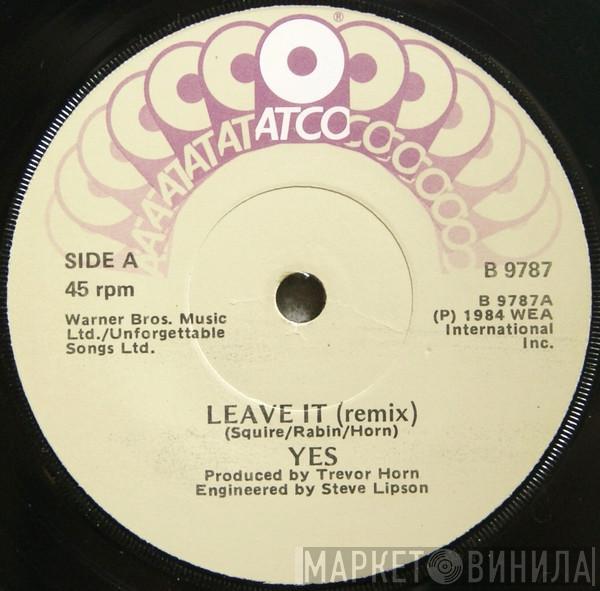 ®
ATCO
SIDE A
45 rpm
Warner Bros. Music
Ltd./Unforgettable
Songs Ltd.
B 9787
B 9787A
(P) 1984 WEA
International
Inc.
LEAVE IT (remix)
(Squire/Rabin/Horn)
YES
Produced by Trevor Horn
Engineered by Steve Lipson
МАРКЕТ ВИНИЛА